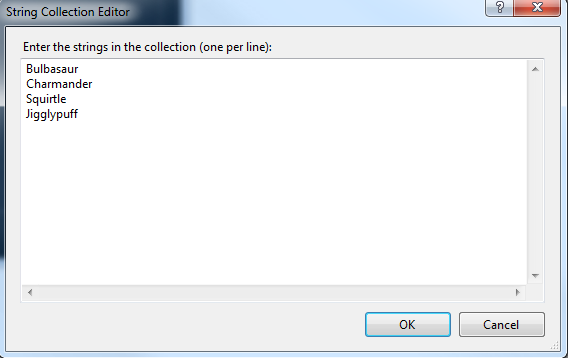 String Collection Editor
?
Enter the strings in the collection (one per line):
Bulbasaur
Charmander
Squirtle
Jigglypuff
OK
Cancel